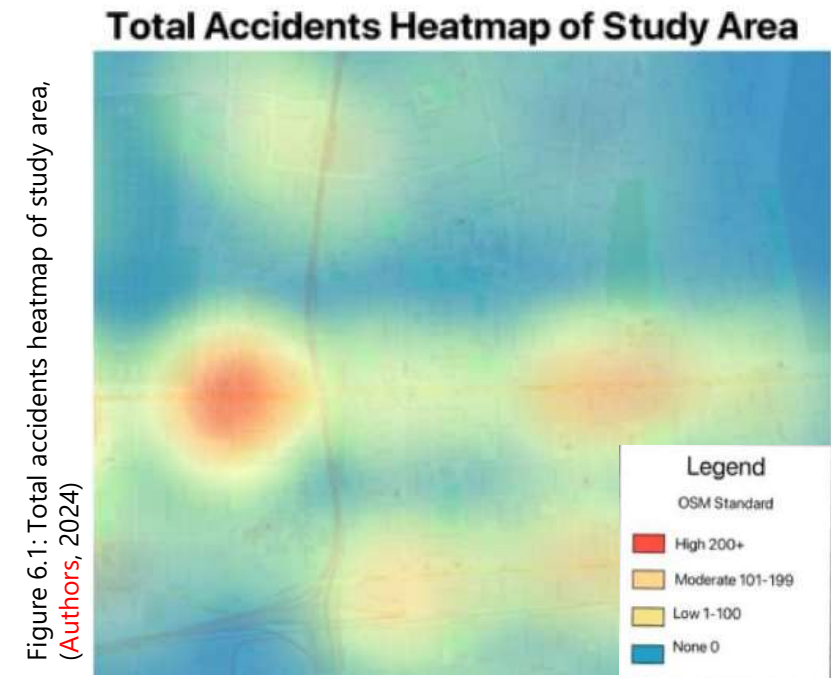 Total Accidents Heatmap of Study Area
Figure 6.1: Total accidents heatmap of study area,
(Authors, 2024)
Legend
OSM Standard
High 200+
Moderate 101-199
Low 1-100
None 0